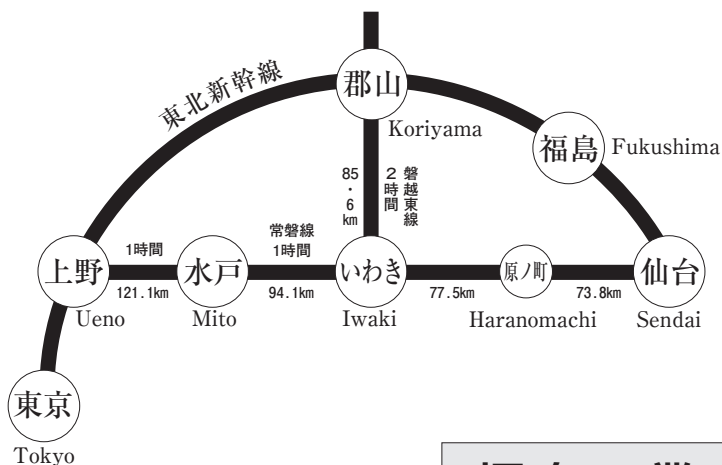 郡山
Koriyama
東北新幹線
福島
Fukushima
85.6km
磐越東線
2時間
上野
Ueno
1時間
121.1km
水戸
Mito
常磐線
1時間
94.1km
いわき
Iwaki
77.5km
原ノ町
Haranomachi
73.8km
仙台
Sendai
東京
Tokyo